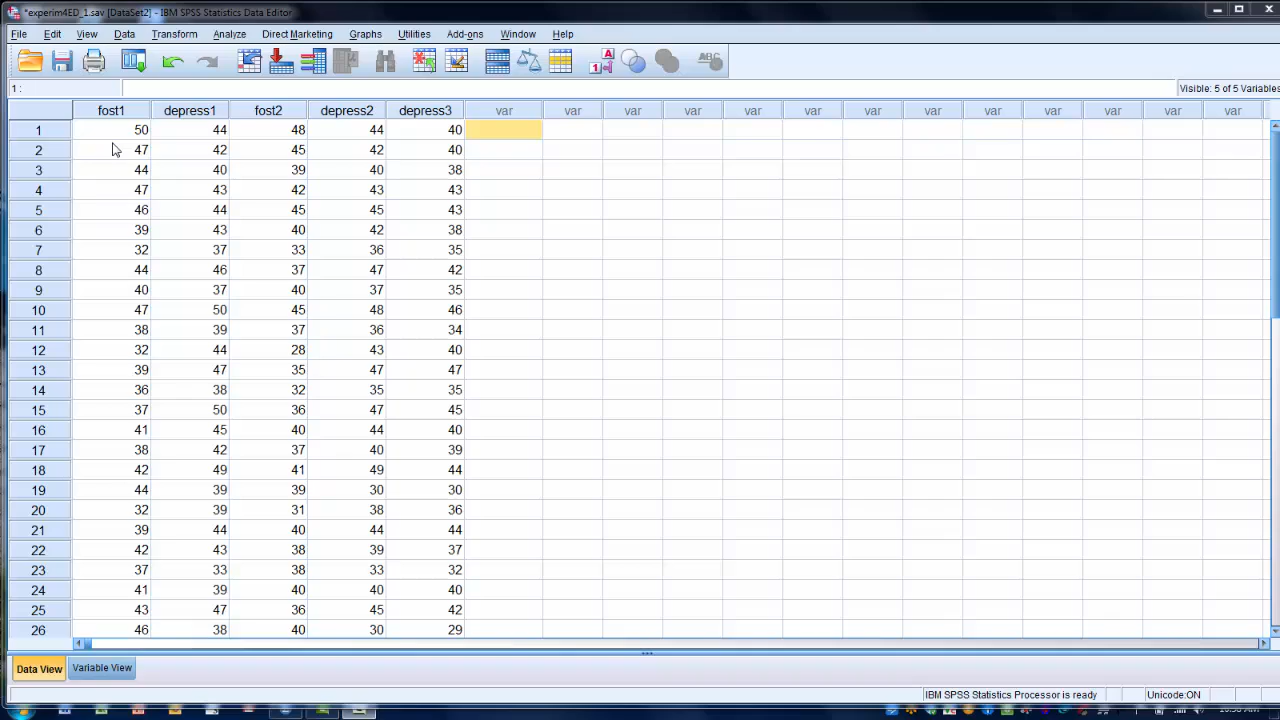 *experim4ED_1.sav [DataSet2] - IBM SPSS Statistics Data Editor
File Edit View Data Transform Analyze Direct Marketing Graphs Utilities Add-ons Window Help
A
1
ABC
1 :
Visible: 5 of 5 Variables
fost1 depress1 fost2 depress2 depress3 var var var var var var var var var var var var
1 50 44 48 44 40
2 47 42 45 42 40
3 44 40 39 40 38
4 47 43 42 43 43
5 46 44 45 45 43
6 39 43 40 42 38
7 32 37 33 36 35
8 44 46 37 47 42
9 40 37 40 37 35
10 47 50 45 48 46
11 38 39 37 36 34
12 32 44 28 43 40
13 39 47 35 47 47
14 36 38 32 35 35
15 37 50 36 47 45
16 41 45 40 44 40
17 38 42 37 40 39
18 42 49 41 49 44
19 44 39 39 30 30
20 32 39 31 38 36
21 39 44 40 44 44
22 42 43 38 39 37
23 37 33 38 33 32
24 41 39 40 40 40
25 43 47 36 45 42
26 46 38 40 30 29
Data View Variable View
IBM SPSS Statistics Processor is ready Unicode:ON